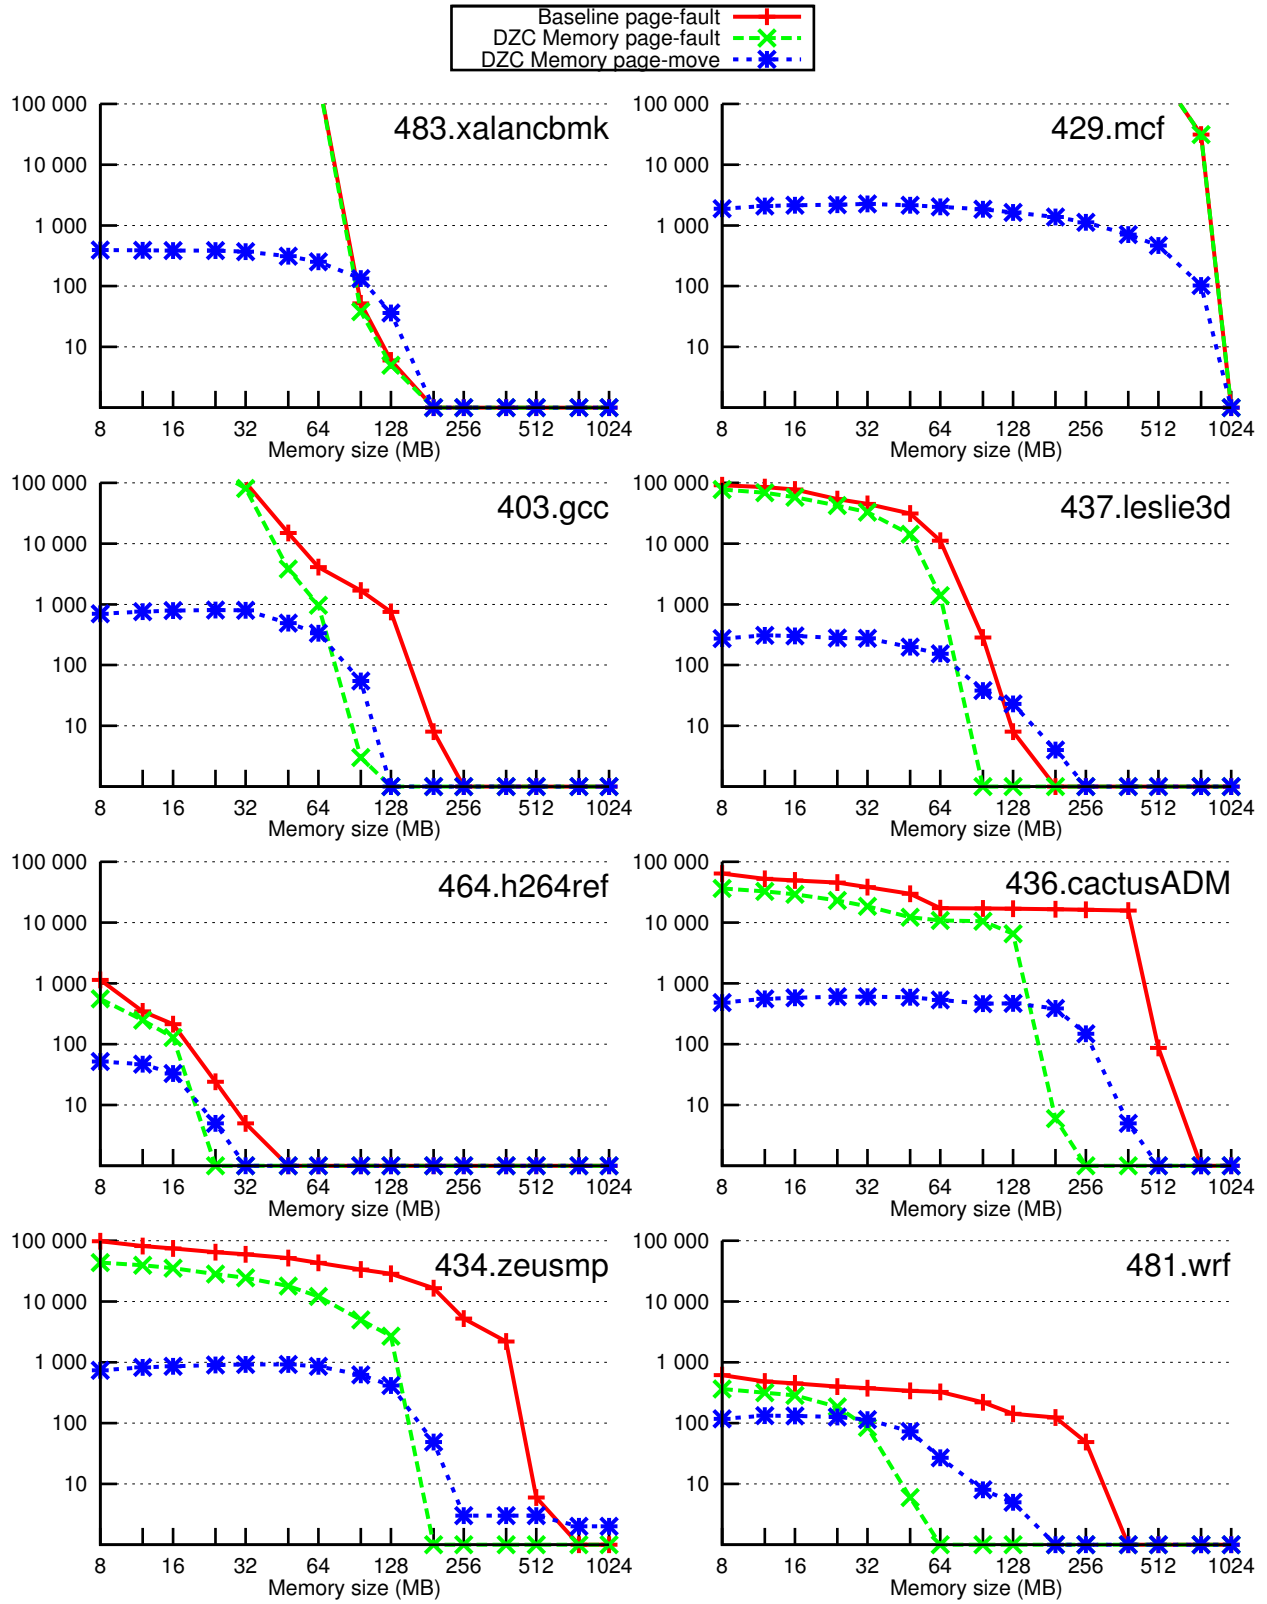 Baseline page-fault
DZC Memory page-fault
DZC Memory page-move
483.xalancbmk
100 000
10 000
1 000
100
10
8 16 32 64 128 256 512 1024
Memory size (MB)
429.mcf
100 000
10 000
1 000
100
10
8 16 32 64 128 256 512 1024
Memory size (MB)
403.gcc
100 000
10 000
1 000
100
10
8 16 32 64 128 256 512 1024
Memory size (MB)
437.leslie3d
100 000
10 000
1 000
100
10
8 16 32 64 128 256 512 1024
Memory size (MB)
464.h264ref
100 000
10 000
1 000
100
10
8 16 32 64 128 256 512 1024
Memory size (MB)
436.cactusADM
100 000
10 000
1 000
100
10
8 16 32 64 128 256 512 1024
Memory size (MB)
434.zeusmp
100 000
10 000
1 000
100
10
8 16 32 64 128 256 512 1024
Memory size (MB)
481.wrf
100 000
10 000
1 000
100
10
8 16 32 64 128 256 512 1024
Memory size (MB)